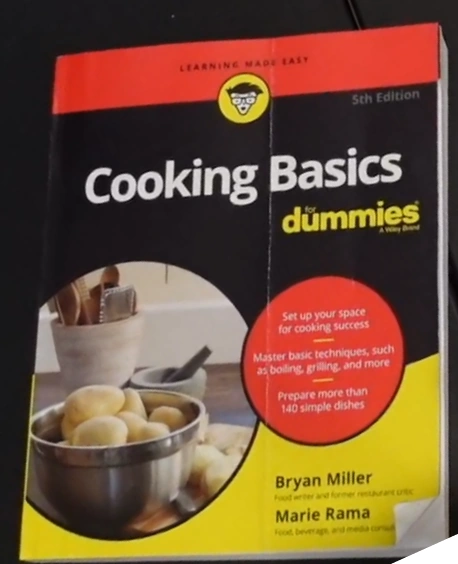 LEARNING MADE EASY
5th Edition
Cooking Basics
for
dummies®
A Wiley Brand
Set up your space
for cooking success
Master basic techniques, such
as boiling, grilling, and more
Prepare more than
140 simple dishes
Bryan Miller
Food writer and former restaurant critic
Marie Rama
Food, beverage, and media